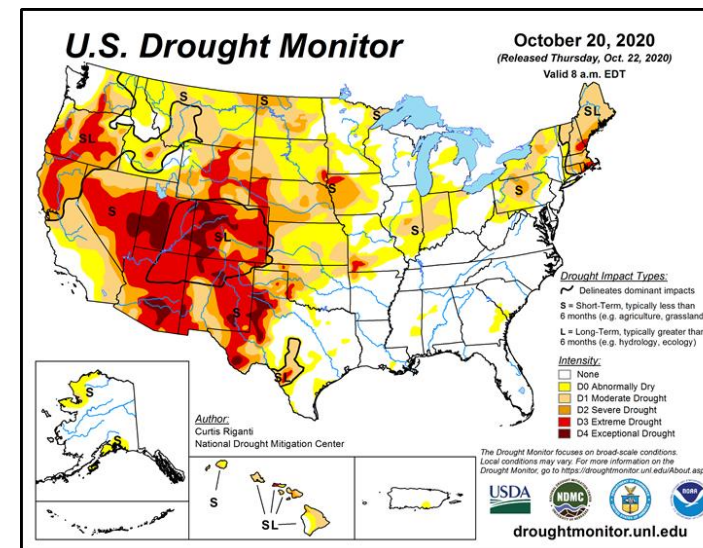 U.S. Drought Monitor
October 20, 2020
(Released Thursday, Oct. 22, 2020)
Valid 8 a.m. EDT
S
S
S
SL
SL
S
S
S
S
SL
S
S
Drought Impact Types:
Delineates dominant impacts
S = Short-Term, typically less than
6 months (e.g. agriculture, grassland
L = Long-Term, typically greater than
6 months (e.g. hydrology, ecology)
Intensity:
None
D0 Abnormally Dry
D1 Moderate Drought
D2 Severe Drought
D3 Extreme Drought
D4 Exceptional Drought
S
S
Author:
Curtis Riganti
National Drought Mitigation Center
S
SL
The Drought Monitor focuses on broad-scale conditions.
Local conditions may vary. For more information on the
Drought Monitor, go to https://droughtmonitor.unl.edu/About.asp
USDA
NDMC
NOAA
droughtmonitor.unl.edu